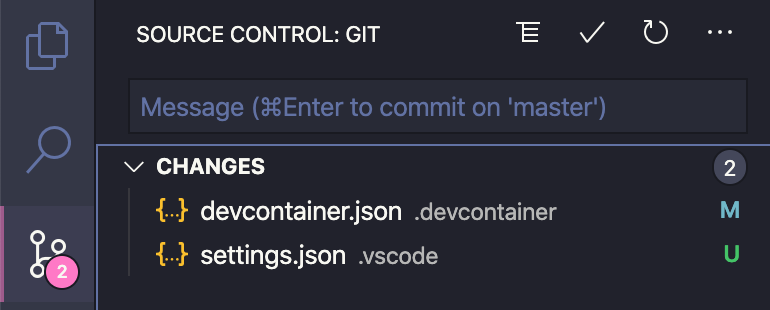 SOURCE CONTROL: GIT
Message (⌘Enter to commit on 'master')
CHANGES 2
{...} devcontainer.json .devcontainer M
{...} settings.json .vscode U
2